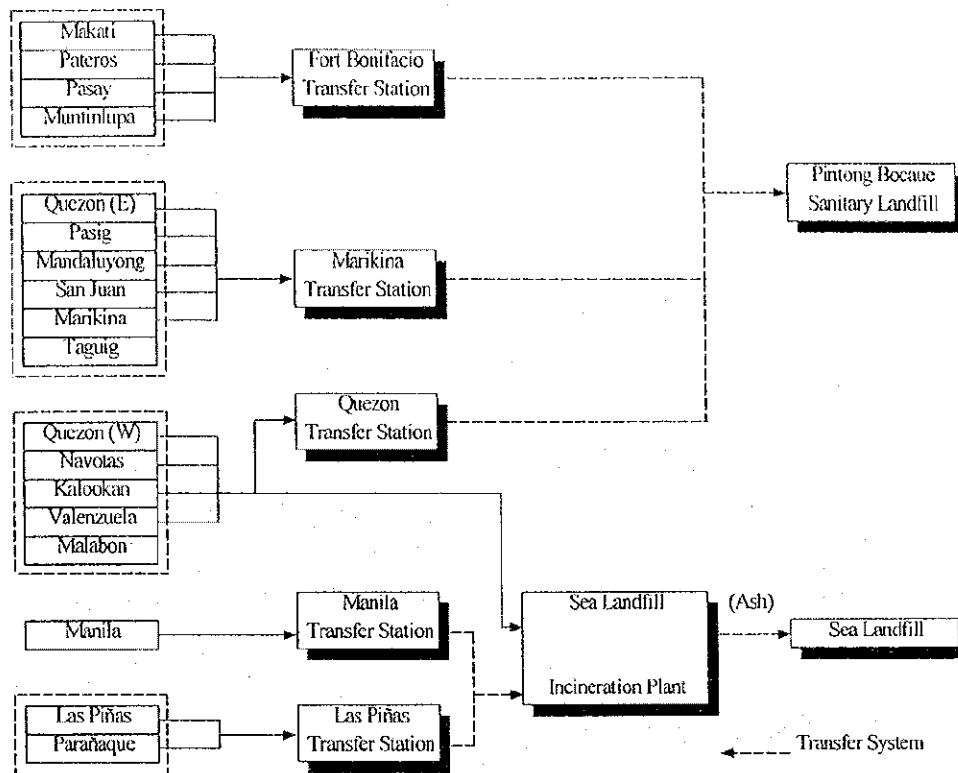 Makati
Pateros
Pasay
Muntinlupa
Fort Bonifacio
Transfer Station
Pintong Bocaue
Sanitary Landfill
Quezon (E)
Pasig
Mandaluyong
San Juan
Marikina
Taguig
Marikina
Transfer Station
Quezon
Transfer Station
Quezon (W)
Navotas
Kalookan
Valenzuela
Malabon
Manila
Manila
Transfer Station
Sea Landfill
Incineration Plant
(Ash)
Sea Landfill
Las Piñas
Parañaque
Las Piñas
Transfer Station
Transfer System